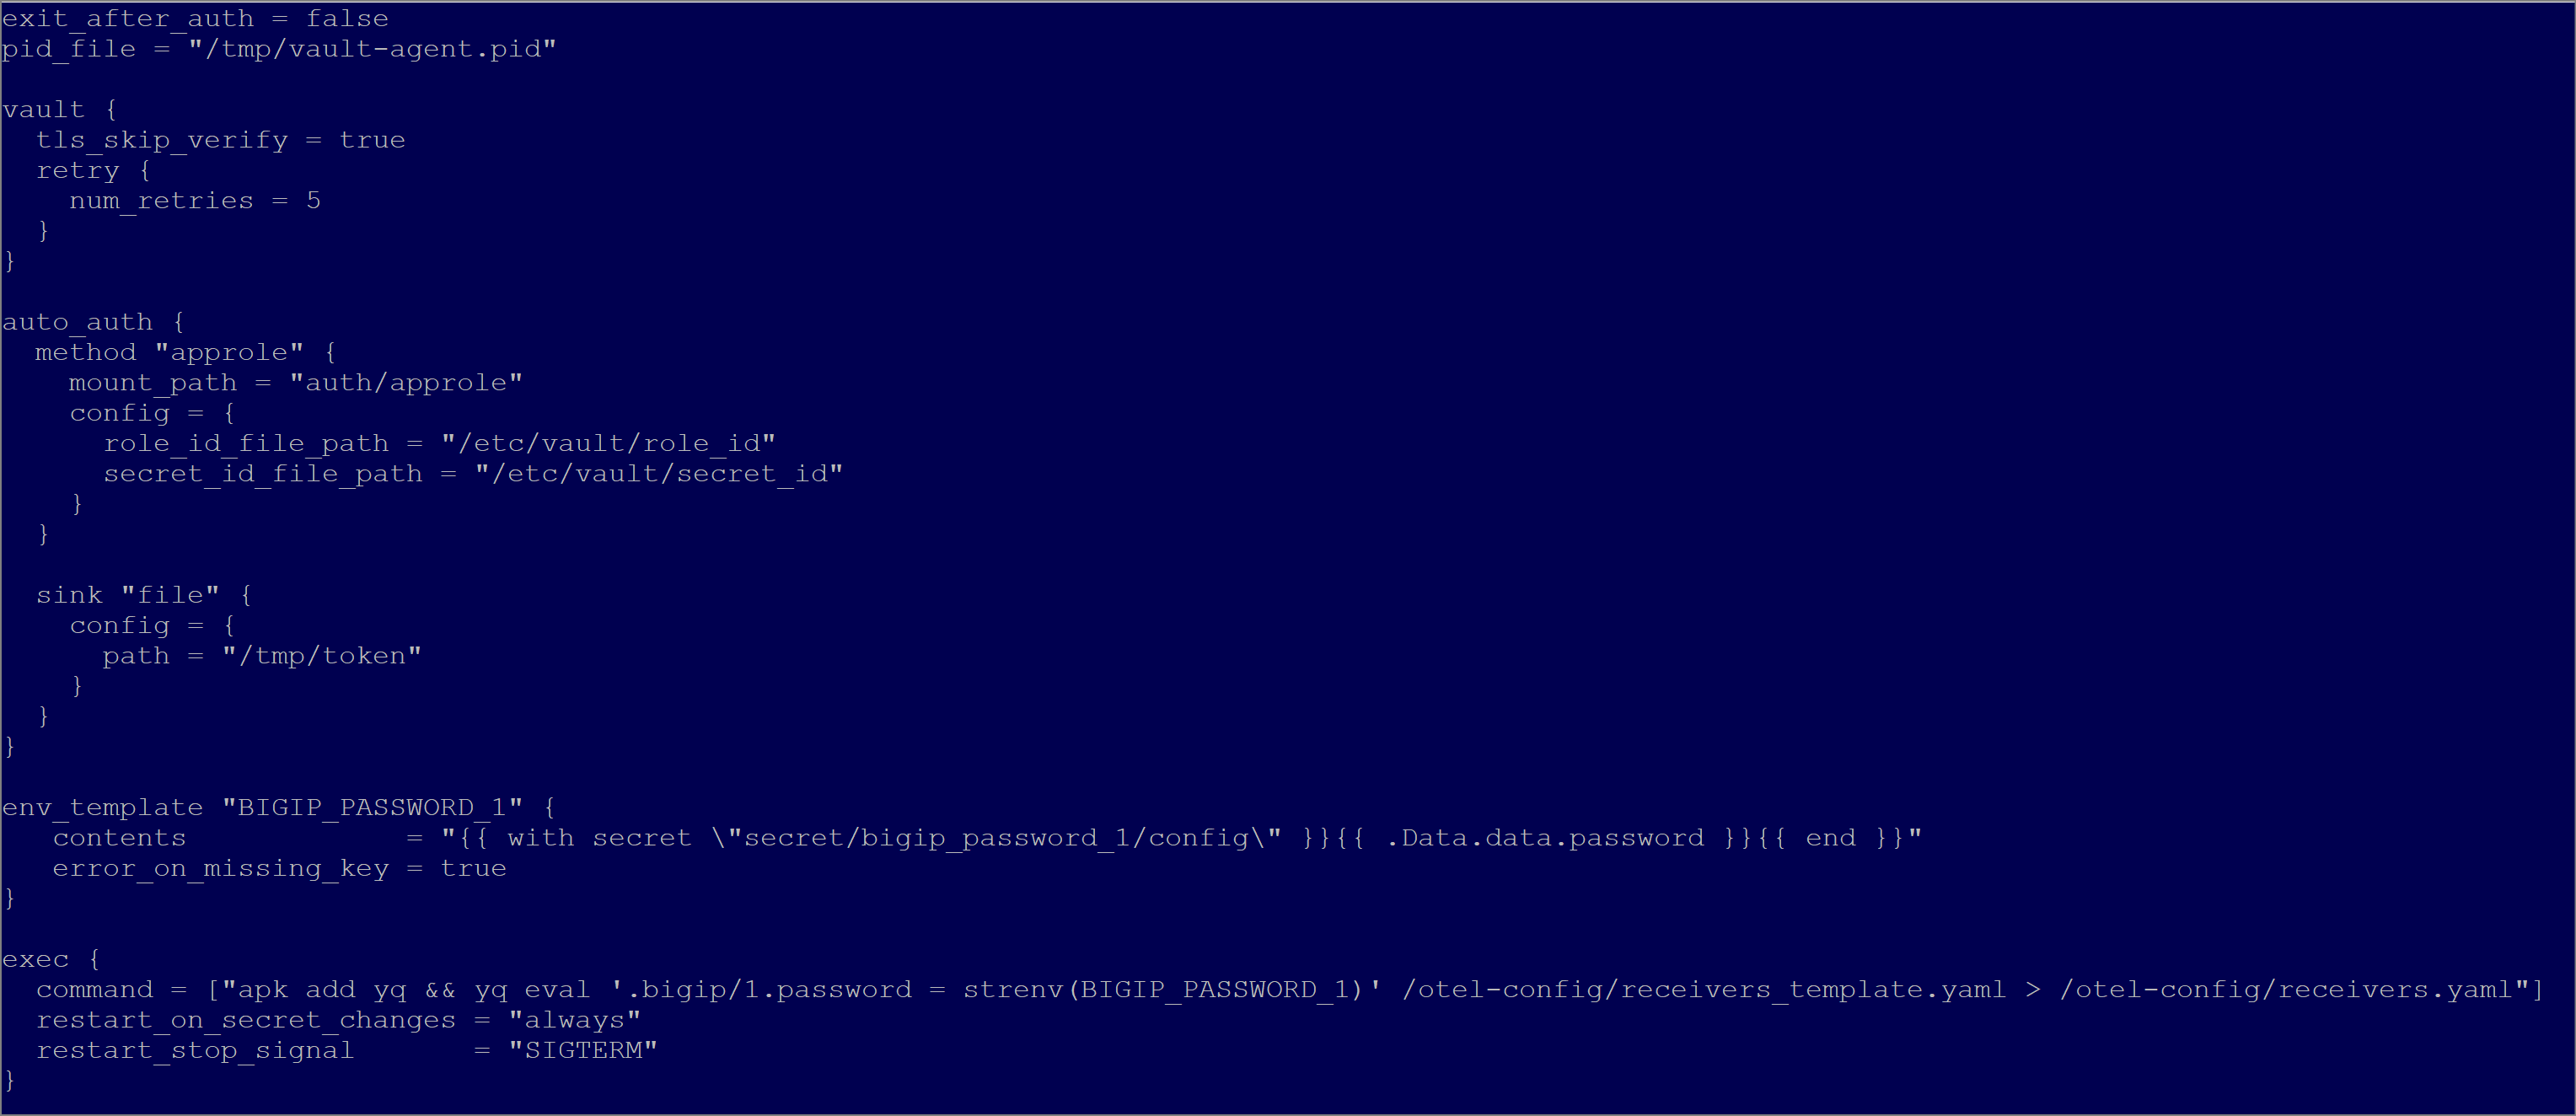 exit_after_auth = false
pid_file = "/tmp/vault-agent.pid"

vault {
  tls_skip_verify = true
  retry {
    num_retries = 5
  }
}

auto_auth {
  method "approle" {
    mount_path = "auth/approle"
    config = {
      role_id_file_path = "/etc/vault/role_id"
      secret_id_file_path = "/etc/vault/secret_id"
    }
  }

  sink "file" {
    config = {
      path = "/tmp/token"
    }
  }
}

env_template "BIGIP_PASSWORD_1" {
   contents             = "{{ with secret \"secret/bigip_password_1/config\" }}{{ .Data.data.password }}{{ end }}"
   error_on_missing_key = true
}

exec {
  command = ["apk add yq && yq eval '.bigip/1.password = strenv(BIGIP_PASSWORD_1)' /otel-config/receivers_template.yaml > /otel-config/receivers.yaml"]
  restart_on_secret_changes = "always"
  restart_stop_signal       = "SIGTERM"
}